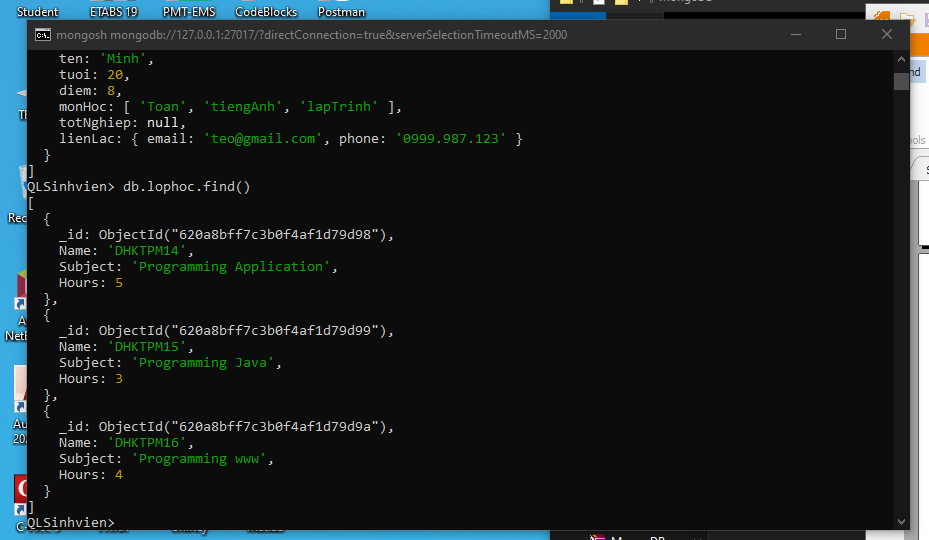 Student
ETABS 19
PMT-EMS
CodeBlocks
Postman
mongosh mongodb://127.0.0.1:27017/?directConnection=true&serverSelectionTimeoutMS=2000
ten: 'Minh',
tuoi: 20,
diem: 8,
monHoc: [ 'Toan', 'tiengAnh', 'lapTrinh' ],
totNghiep: null,
lienLac: { email: 'teo@gmail.com', phone: '0999.987.123' }
}
]
QLSinhvien> db.lophoc.find()
[
{
_id: ObjectId("620a8bff7c3b0f4af1d79d98"),
Name: 'DHKTPM14',
Subject: 'Programming Application',
Hours: 5
},
{
_id: ObjectId("620a8bff7c3b0f4af1d79d99"),
Name: 'DHKTPM15',
Subject: 'Programming Java',
Hours: 3
},
{
_id: ObjectId("620a8bff7c3b0f4af1d79d9a"),
Name: 'DHKTPM16',
Subject: 'Programming www',
Hours: 4
}
]
QLSinhvien>